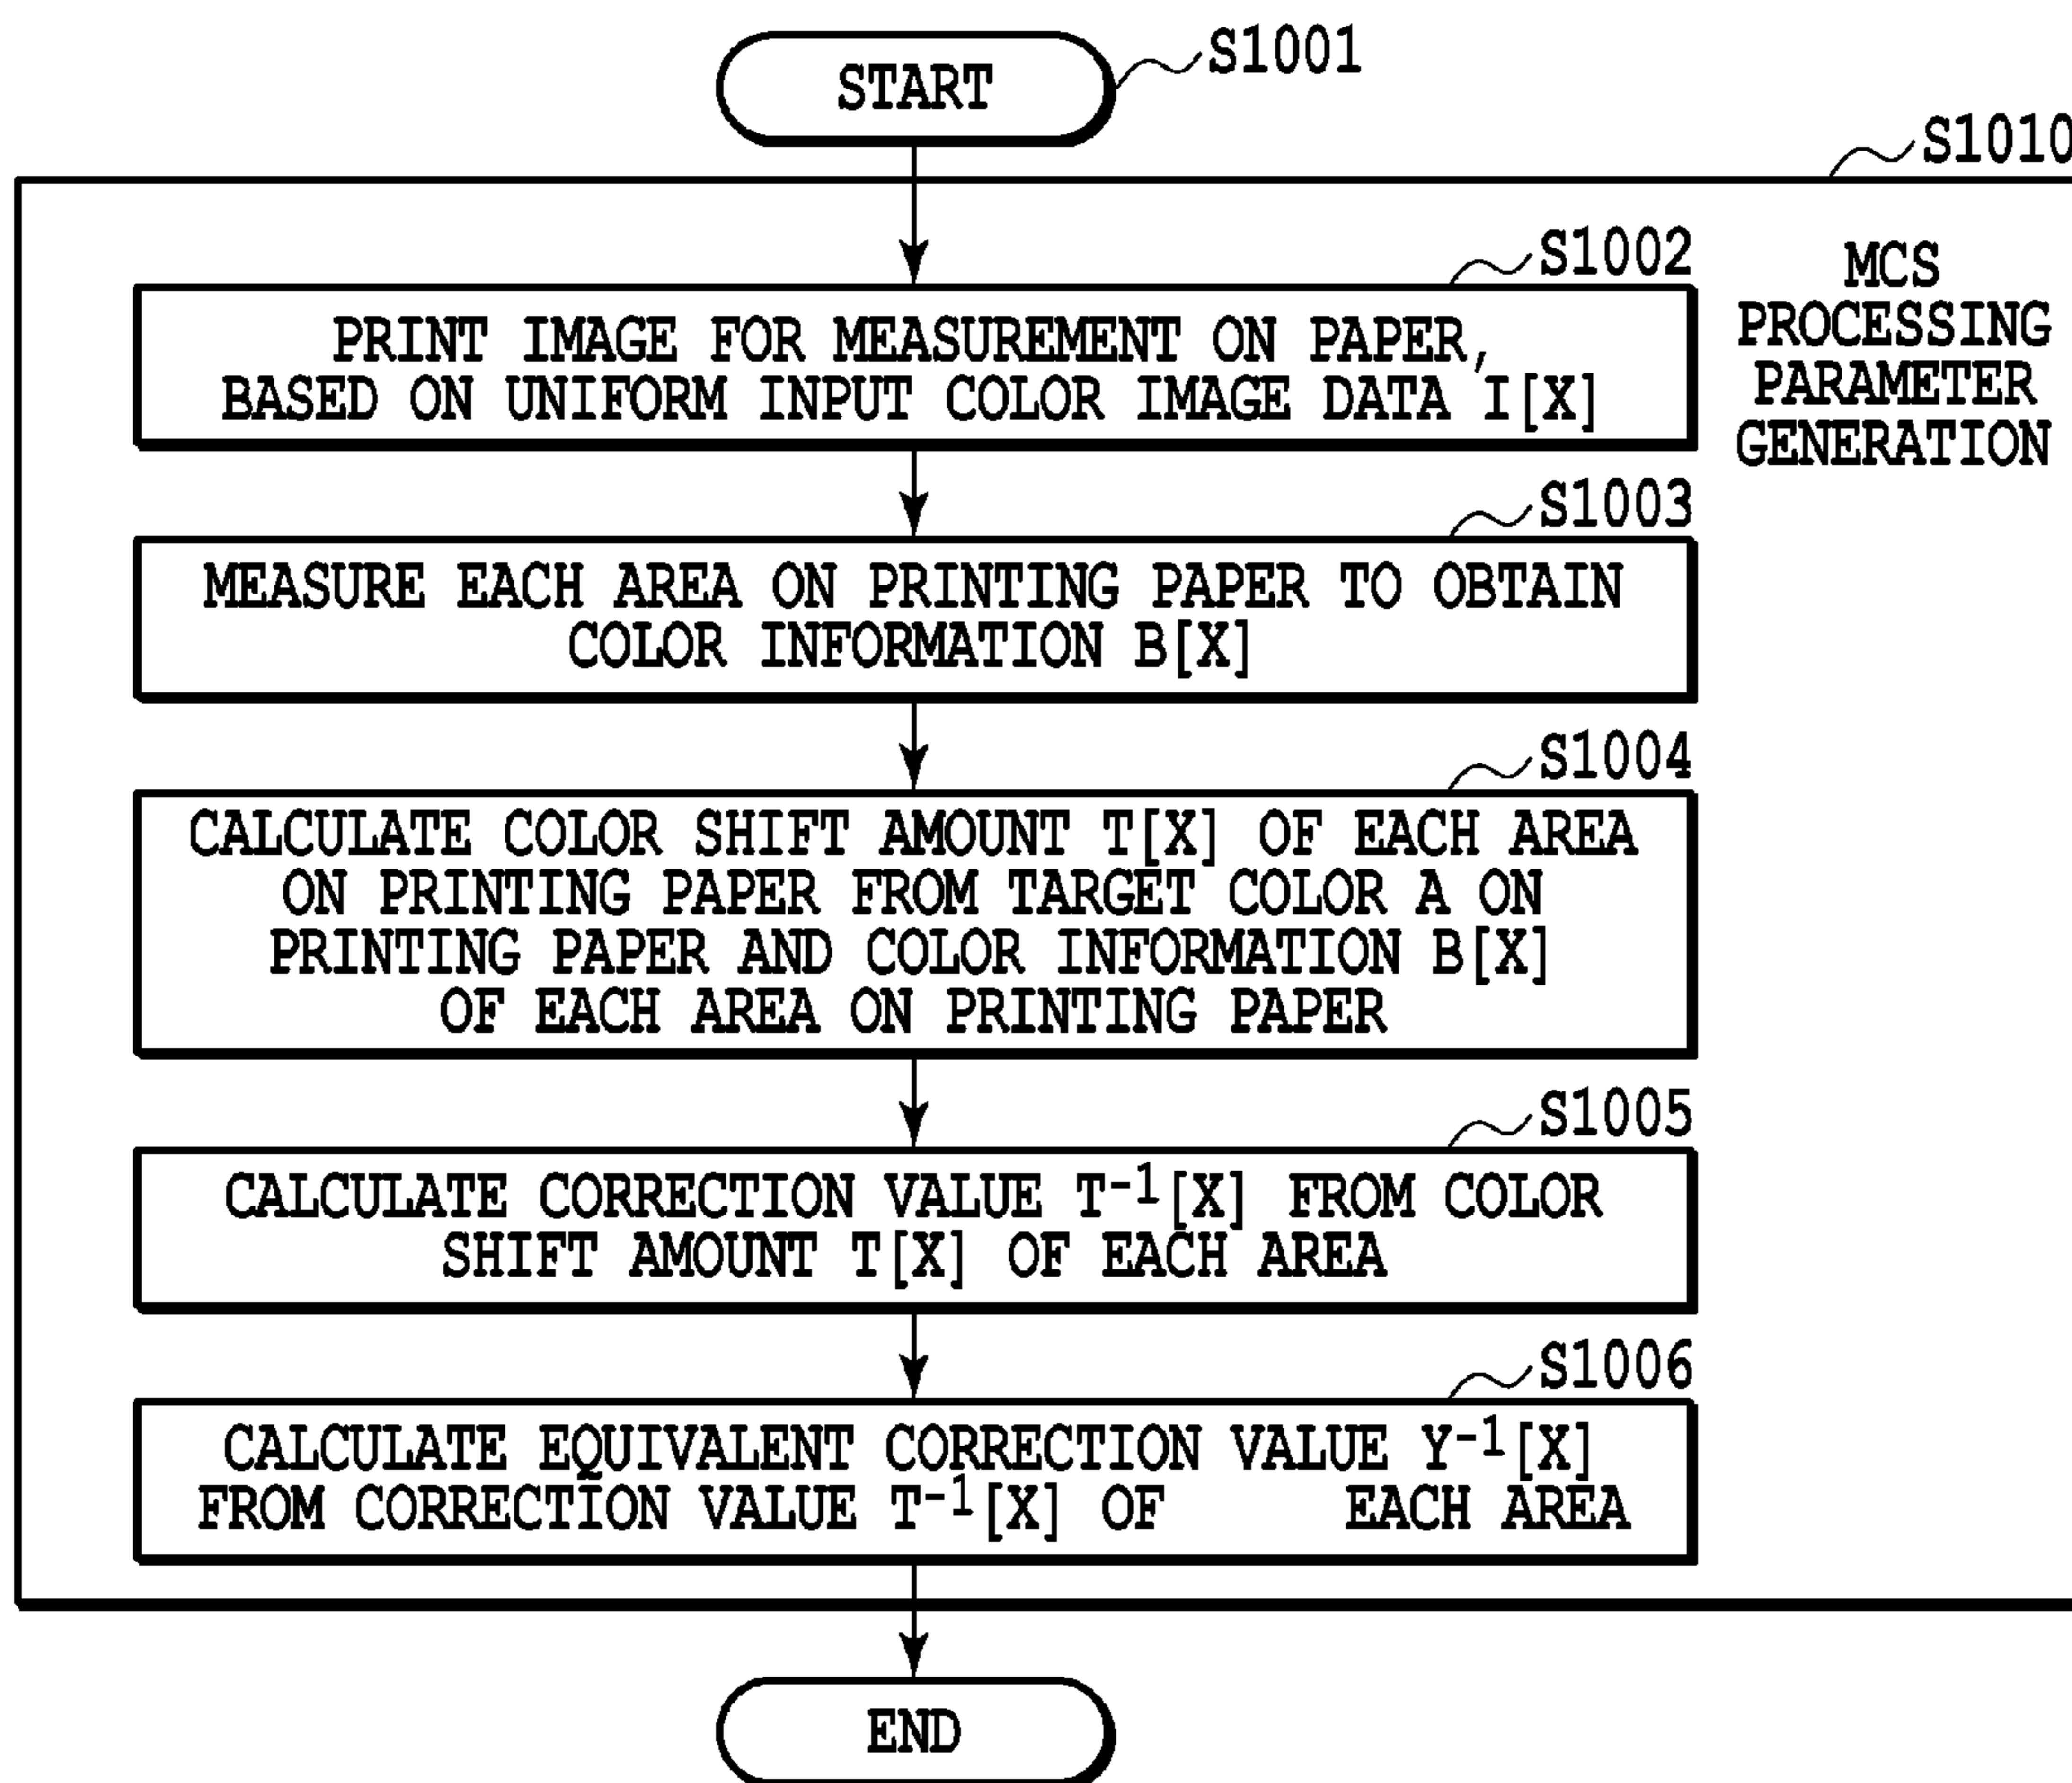 START
S1001
S1010
MCS
PROCESSING
PARAMETER
GENERATION
S1002
PRINT IMAGE FOR MEASUREMENT ON PAPER,
BASED ON UNIFORM INPUT COLOR IMAGE DATA I[X]
S1003
MEASURE EACH AREA ON PRINTING PAPER TO OBTAIN
COLOR INFORMATION B[X]
S1004
CALCULATE COLOR SHIFT AMOUNT T[X] OF EACH AREA
ON PRINTING PAPER FROM TARGET COLOR A ON
PRINTING PAPER AND COLOR INFORMATION B[X]
OF EACH AREA ON PRINTING PAPER
S1005
CALCULATE CORRECTION VALUE T⁻¹[X] FROM COLOR
SHIFT AMOUNT T[X] OF EACH AREA
S1006
CALCULATE EQUIVALENT CORRECTION VALUE Y⁻¹[X]
FROM CORRECTION VALUE T⁻¹[X] OF EACH AREA
END